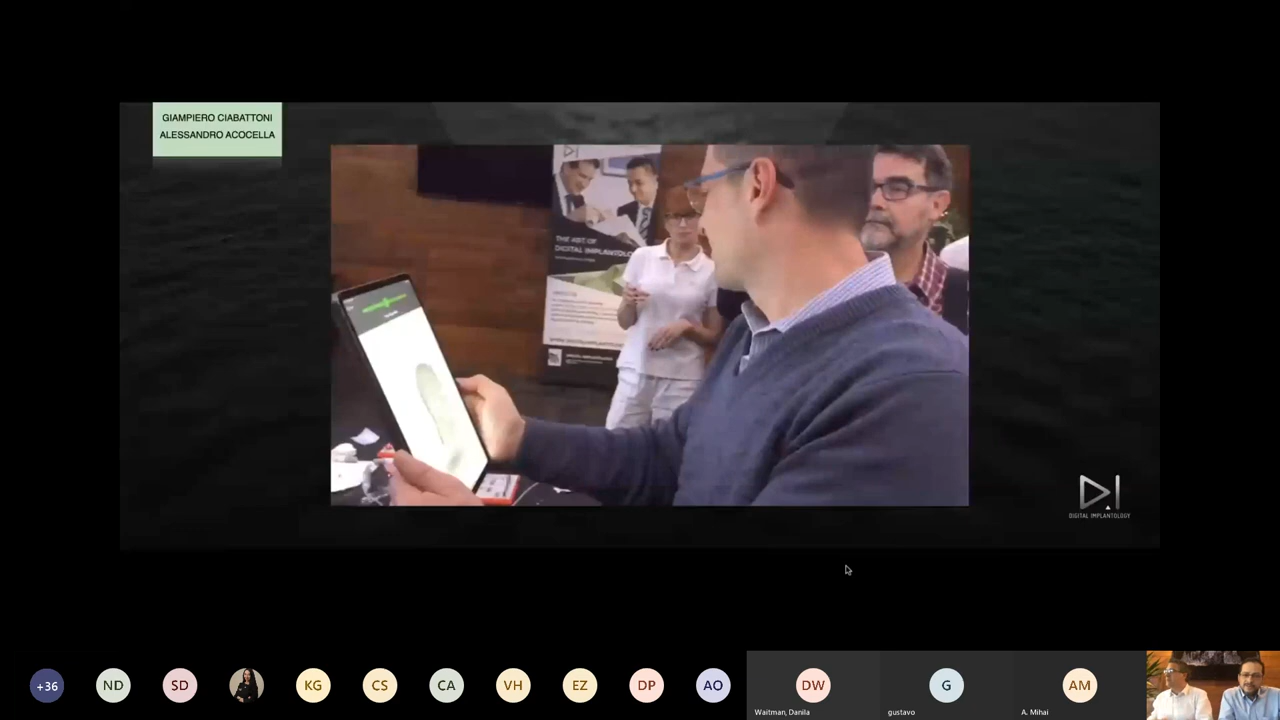 GIAMPIERO CIABATTONI
ALESSANDRO ACOCELLA
THE ART OF
DIGITAL IMPLANTOLO
DIGITAL IMPLANTOLOGY
+36
ND
SD
KG
CS
CA
VH
EZ
DP
AO
DW
Waitman, Danila
G
gustavo
AM
A. Mihai